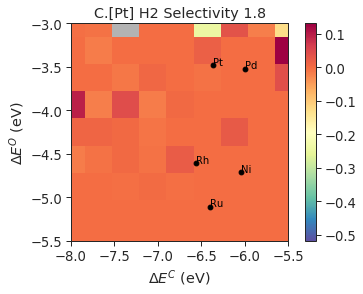 C.[Pt] H2 Selectivity 1.8
ΔE^O (eV)
−3.0
−3.5
−4.0
−4.5
−5.0
−5.5
Pt
Pd
Rh
Ni
Ru
−8.0 −7.5 −7.0 −6.5 −6.0 −5.5
ΔE^C (eV)
0.1
0.0
−0.1
−0.2
−0.3
−0.4
−0.5